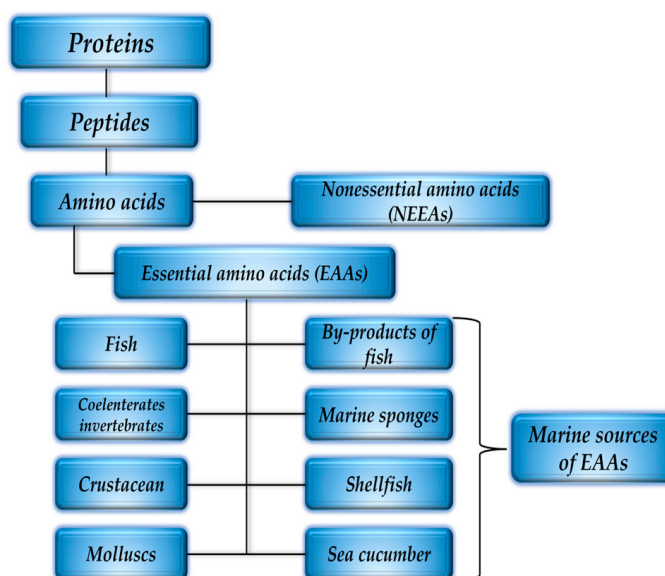 Proteins
Peptides
Amino acids
Nonessential amino acids
(NEEAs)
Essential amino acids (EAAs)
Fish
By-products of
fish
Coelenterates
invertebrates
Marine sponges
Marine sources
of EAAs
Crustacean
Shellfish
Molluscs
Sea cucumber